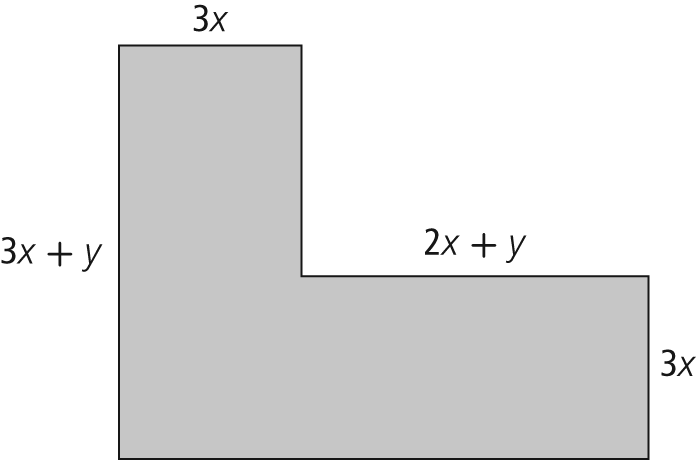 3x
2x + y
3x + y
3x